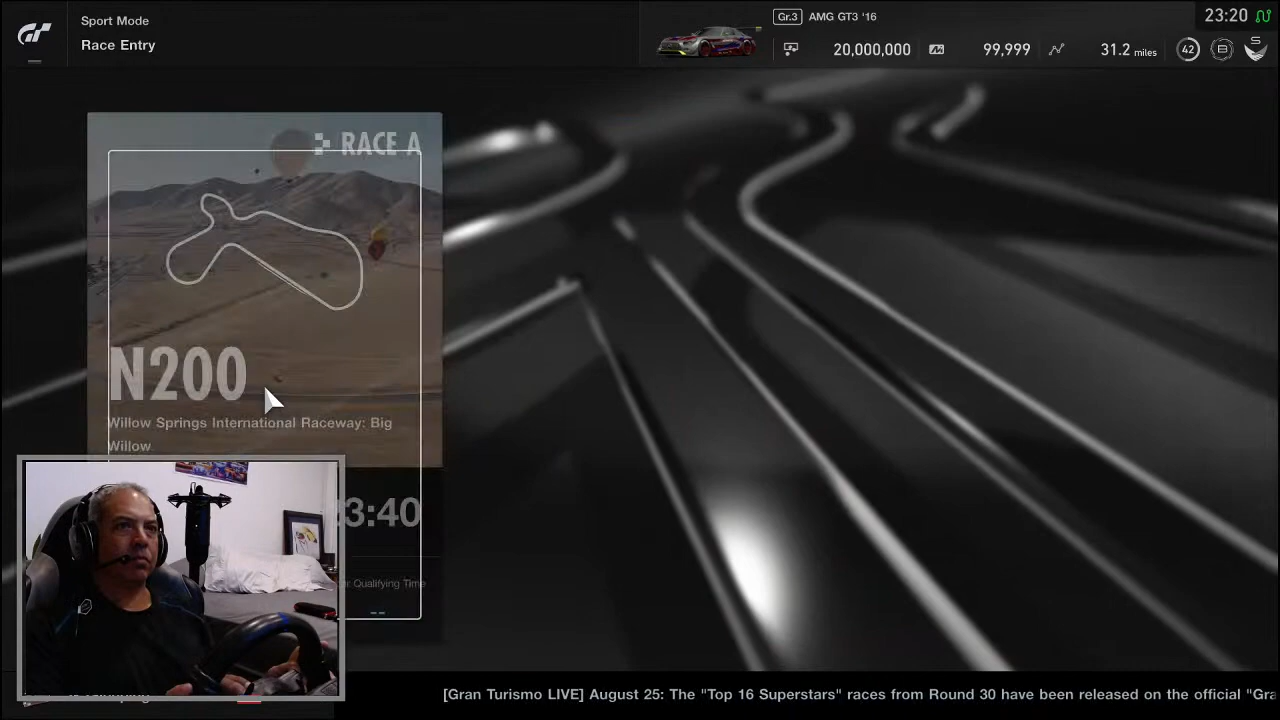 Sport Mode
Race Entry
Gr.3 AMG GT3 '16
23:20
20,000,000
99,999
31.2 miles
42
B
S
RACE A
N200
Willow Springs International Raceway: Big
Willow
3:40
Qualifying Time
--
[Gran Turismo LIVE] August 25: The "Top 16 Superstars" races from Round 30 have been released on the official "Gra